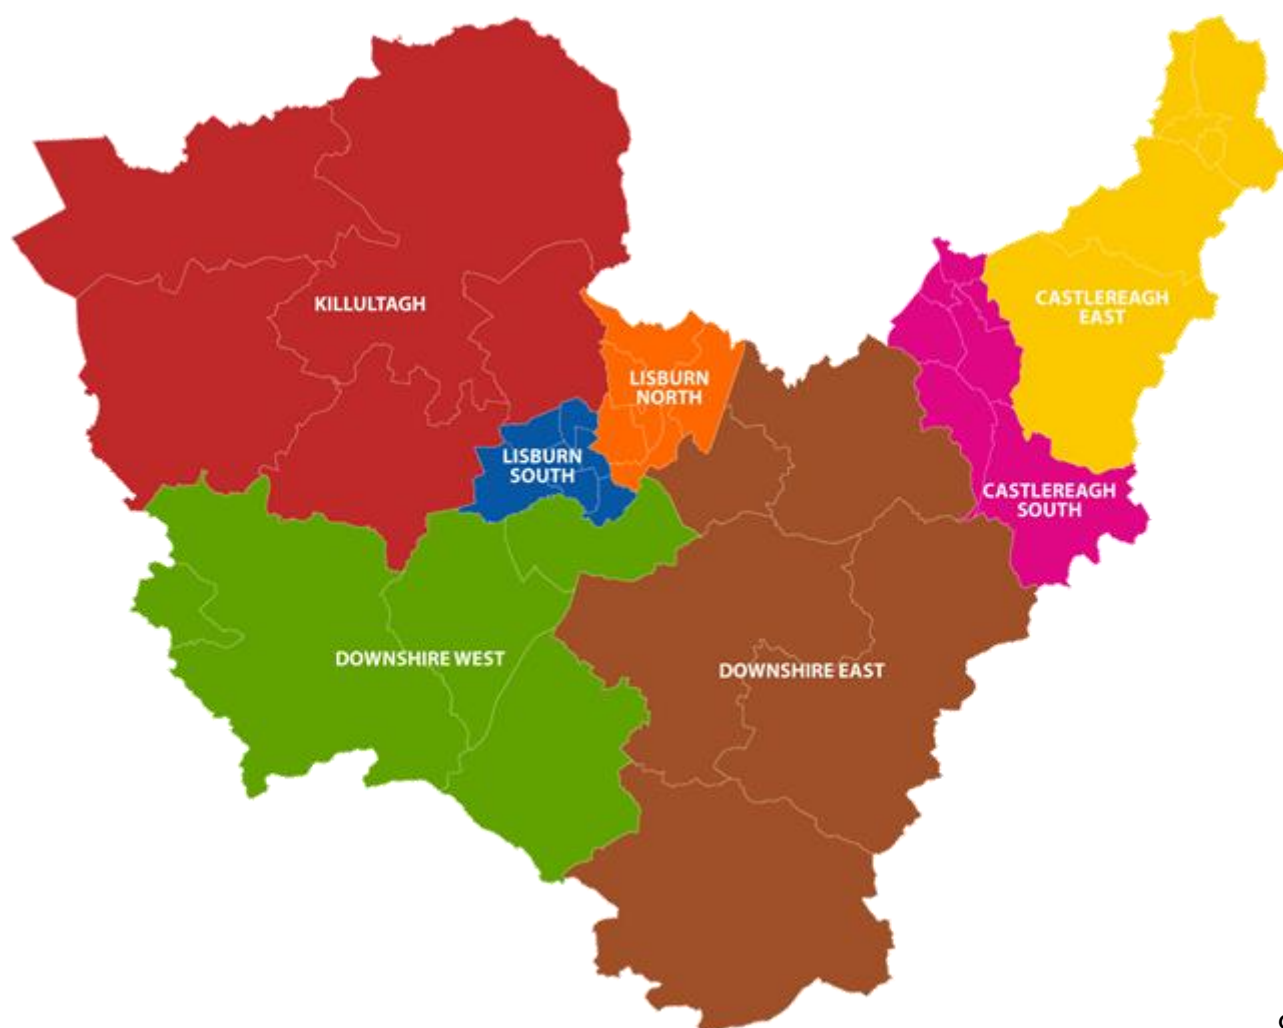 KILLULTAGH
CASTLEREAGH
EAST
LISBURN
NORTH
LISBURN
SOUTH
CASTLEREAGH
SOUTH
DOWNSHIRE WEST
DOWNSHIRE EAST